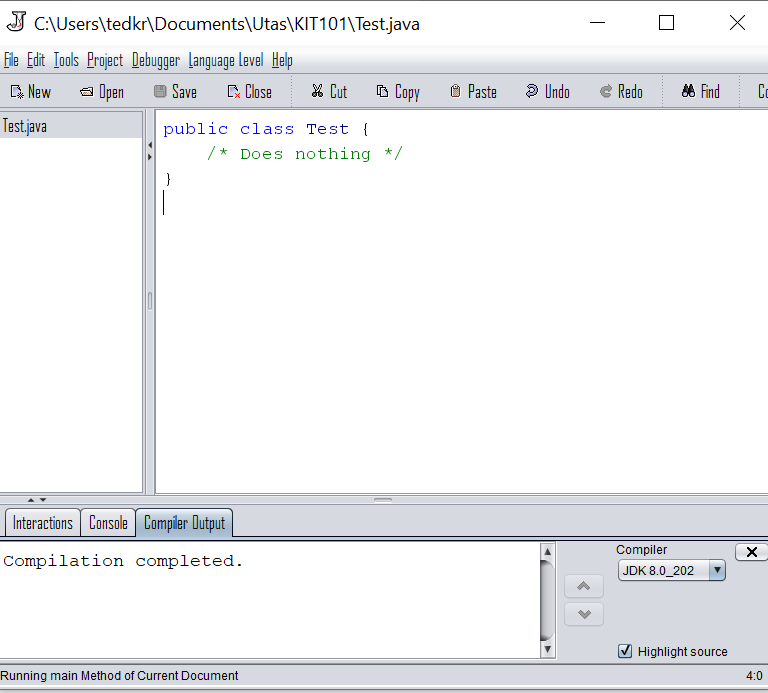 C:\Users\tedkr\Documents\Utas\KIT101\Test.java
File Edit Tools Project Debugger Language Level Help
New Open Save Close Cut Copy Paste Undo Redo Find
Test.java
public class Test {
    /* Does nothing */
}
Interactions Console Compiler Output
Compilation completed.
Compiler
JDK 8.0_202
Highlight source
Running main Method of Current Document 4:0